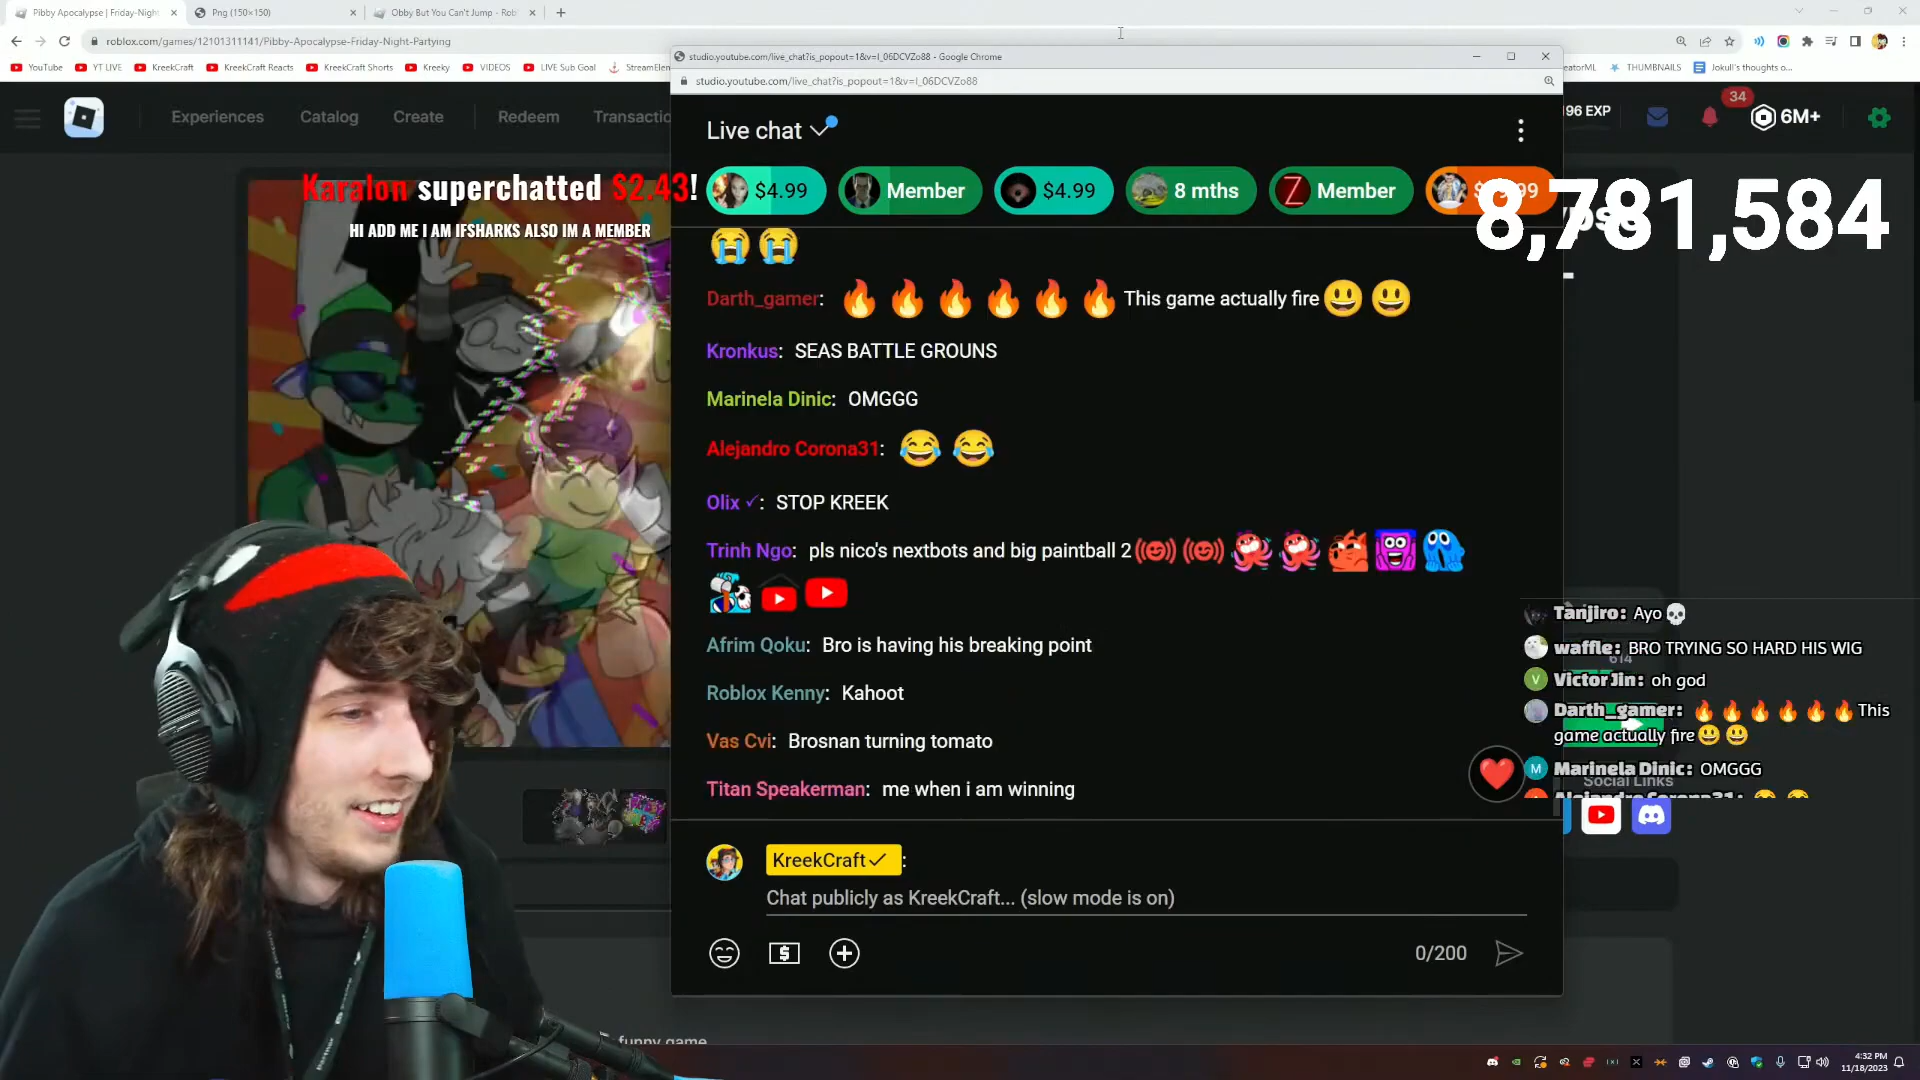 Pibby Apocalypse | Friday-Nigh
Png (150×150)
Obby But You Can't Jump - Rob
roblox.com/games/12101311141/Pibby-Apocalypse-Friday-Night-Partying
YouTube YT LIVE KreekCraft KreekCraft Reacts KreekCraft Shorts Kreeky VIDEOS LIVE Sub Goal StreamElen
eatorML THUMBNAILS Jokull's thoughts o...
studio.youtube.com/live_chat?is_popout=1&v=l_06DCVZo88 - Google Chrome
studio.youtube.com/live_chat?is_popout=1&v=l_06DCVZo88
Experiences Catalog Create Redeem Transactio
96 EXP 34 6M+
Live chat
Karalon superchatted $2.43!
HI ADD ME I AM IFSHARKS ALSO IM A MEMBER
$4.99 Member $4.99 8 mths Member
8,781,584
😭 😭
Darth_gamer: 🔥 🔥 🔥 🔥 🔥 🔥 This game actually fire 😃 😃
Kronkus: SEAS BATTLE GROUNS
Marinela Dinic: OMGGG
Alejandro Corona31: 😂 😂
Olix ✓: STOP KREEK
Trinh Ngo: pls nico's nextbots and big paintball 2
Afrim Qoku: Bro is having his breaking point
Roblox Kenny: Kahoot
Vas Cvi: Brosnan turning tomato
Titan Speakerman: me when i am winning
KreekCraft ✓ :
Chat publicly as KreekCraft... (slow mode is on)
0/200
Tanjiro: Ayo 💀
waffle: BRO TRYING SO HARD HIS WIG
614
VictorJin: oh god
Darth_gamer: 🔥 🔥 🔥 🔥 🔥 🔥 This
game actually fire 😃 😃
Marinela Dinic: OMGGG
Social Links
Alejandro Corona31: 😂 😂
funny game
4:32 PM
11/18/2023